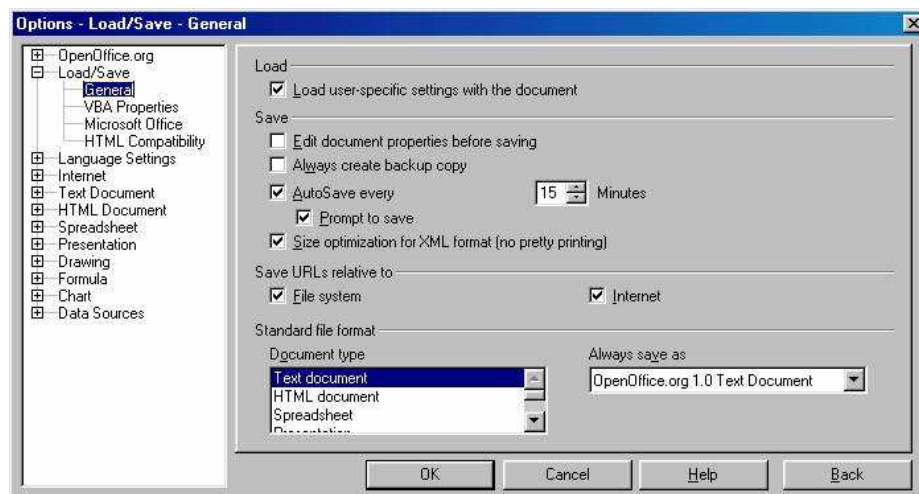 Options - Load/Save - General
OpenOffice.org
Load/Save
General
VBA Properties
Microsoft Office
HTML Compatibility
Language Settings
Internet
Text Document
HTML Document
Spreadsheet
Presentation
Drawing
Formula
Chart
Data Sources
Load
Load user-specific settings with the document
Save
Edit document properties before saving
Always create backup copy
AutoSave every 15 Minutes
Prompt to save
Size optimization for XML format (no pretty printing)
Save URLs relative to
File system Internet
Standard file format
Document type Always save as
Text document OpenOffice.org 1.0 Text Document
HTML document
Spreadsheet
Presentation
OK Cancel Help Back